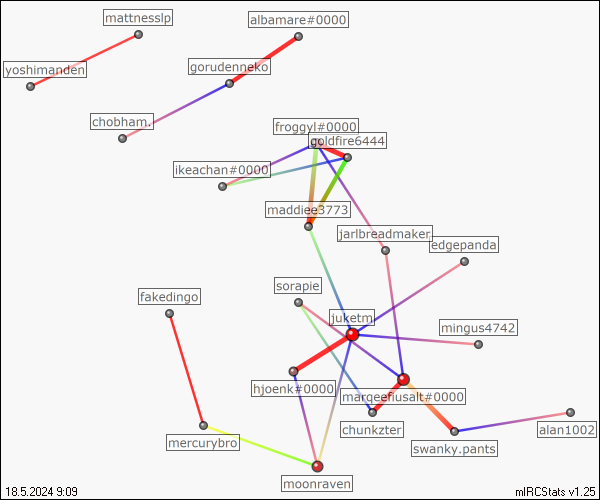 mattnesslp
albamare#0000
yoshimanden
gorudenneko
chobham.
froggyl#0000
goldfire6444
ikeachan#0000
maddiee3773
jarlbreadmaker
edgepanda
sorapie
fakedingo
juketm
mingus4742
hjoenk#0000
margeefiusalt#0000
chunkzter
mercurybro
swanky.pants
alan1002
moonraven
18.5.2024 9:09
mIRCStats v1.25